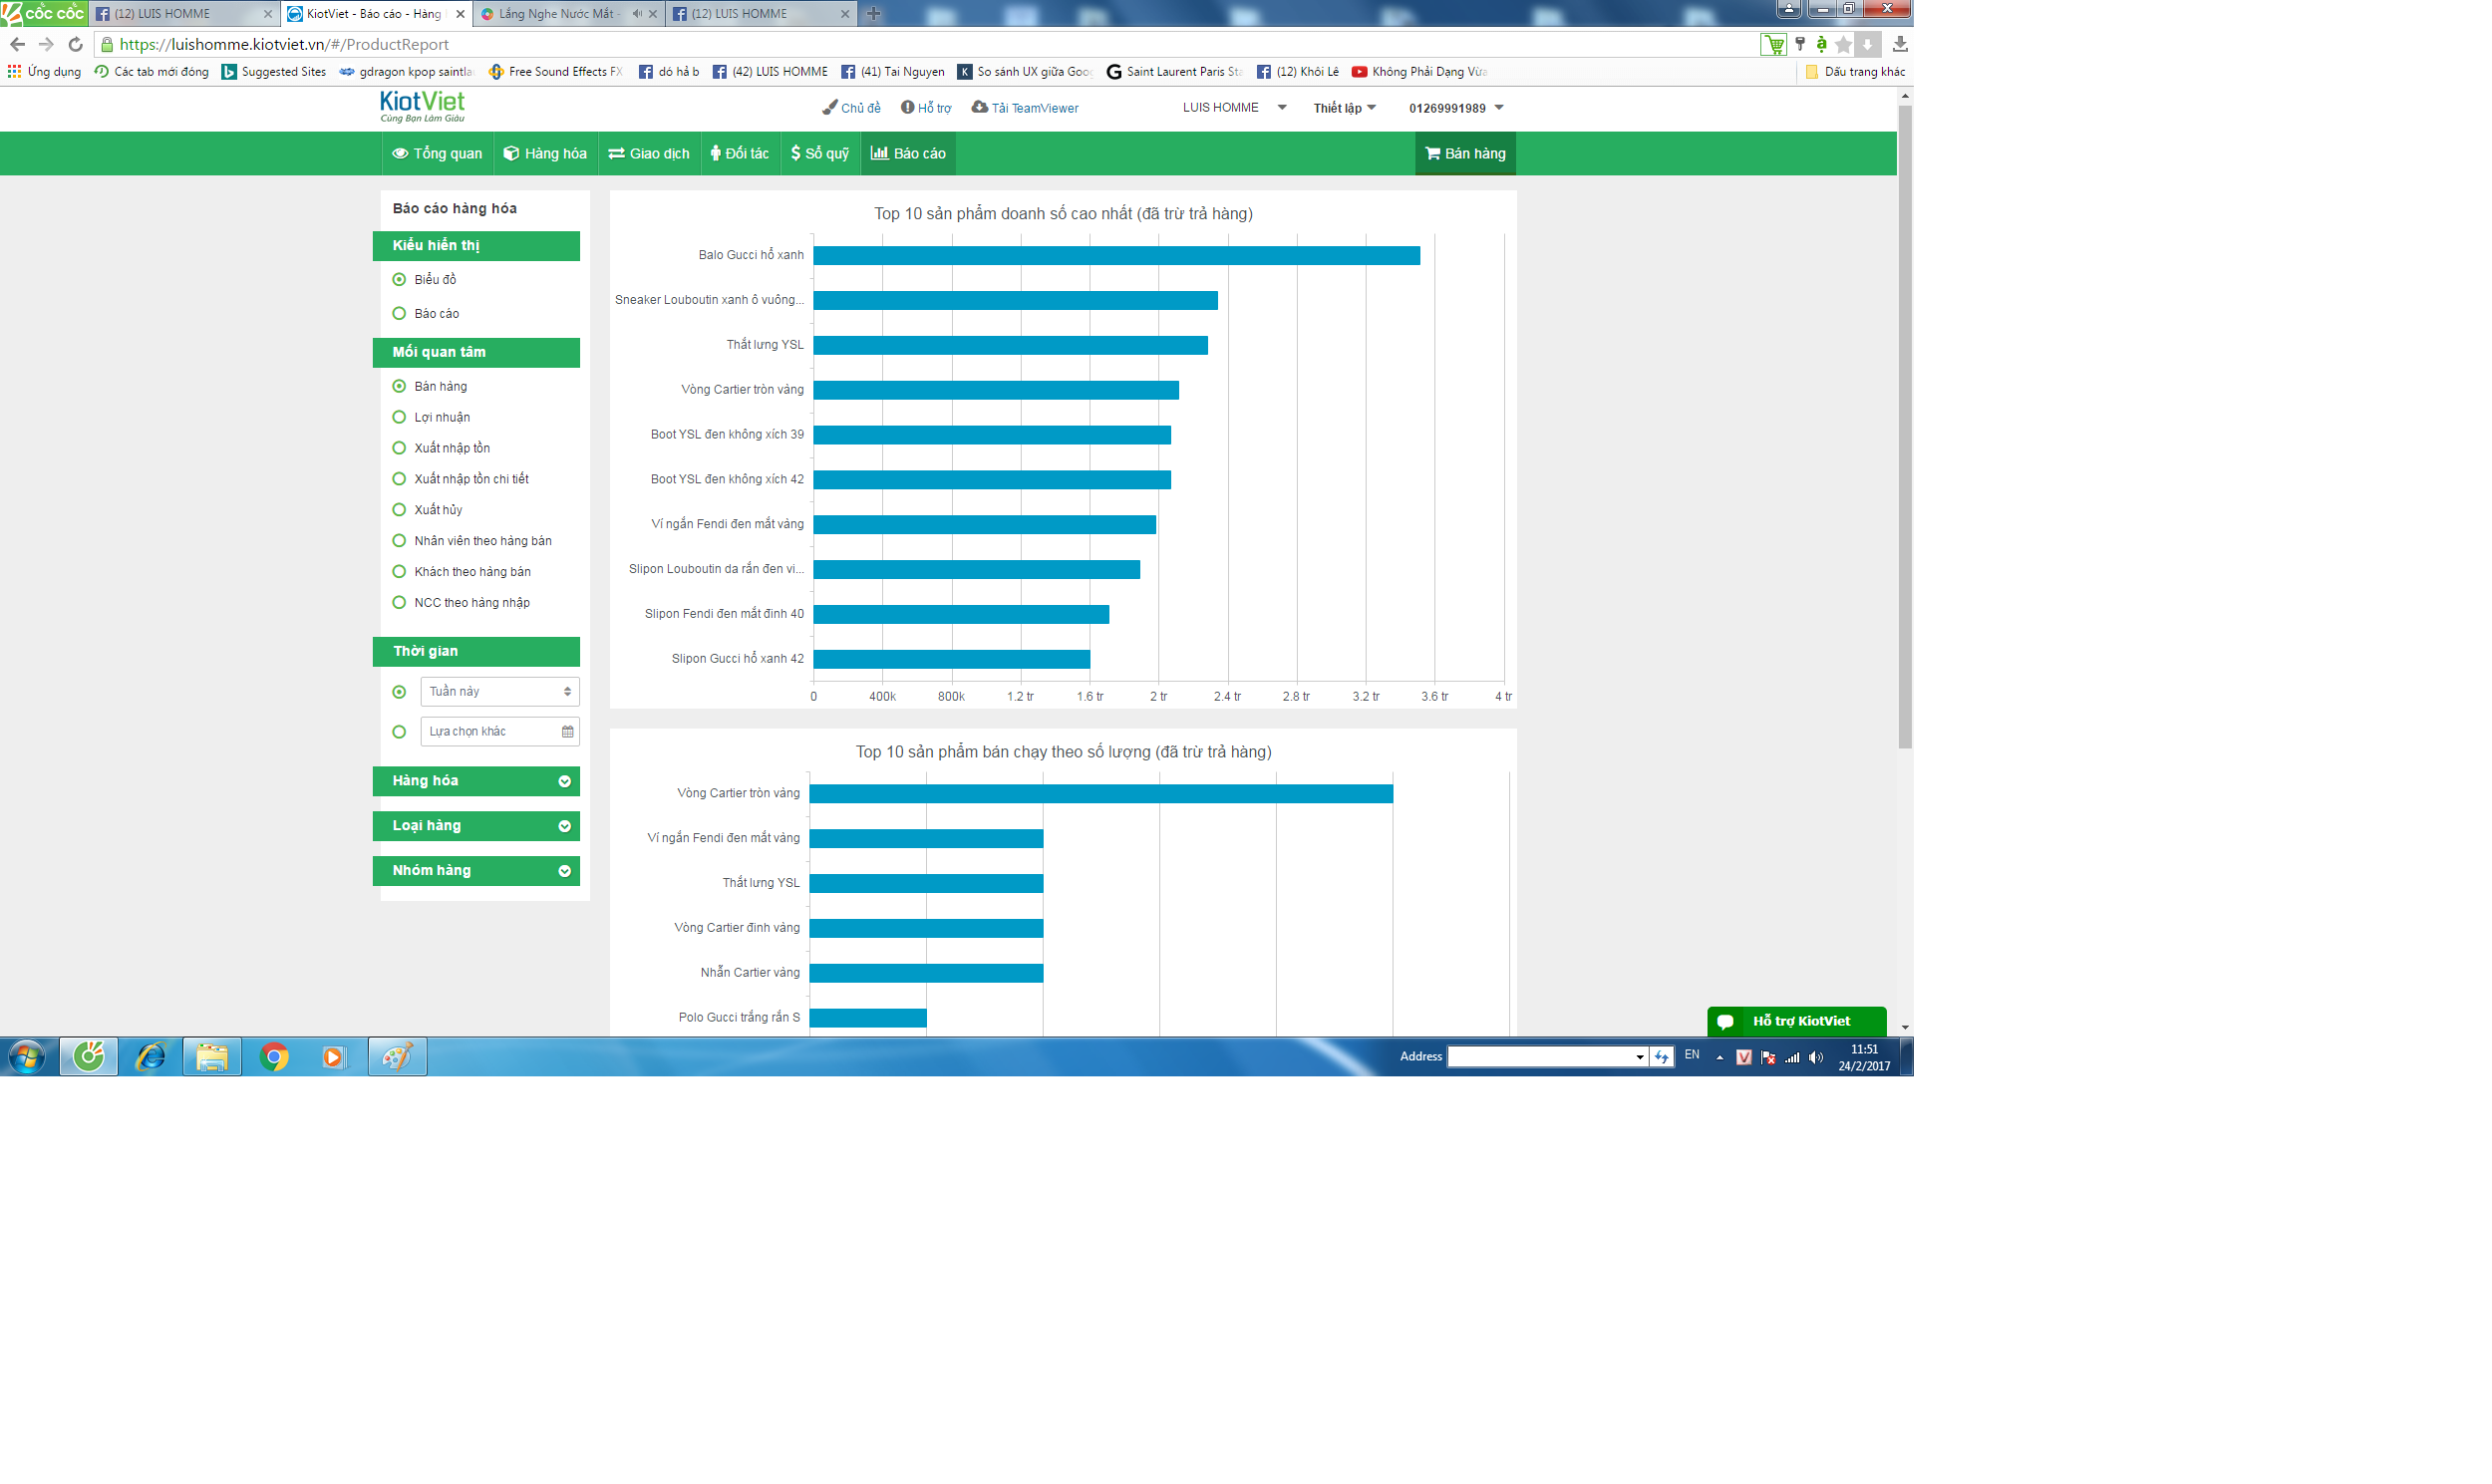 cốc cốc (12) LUIS HOMME KiotViet - Báo cáo - Hàng Lắng Nghe Nước Mắt - (12) LUIS HOMME
https://luishomme.kiotviet.vn/#/ProductReport
Ứng dụng Các tab mới đóng Suggested Sites gdragon kpop saintla Free Sound Effects FX dó hả b (42) LUIS HOMME (41) Tai Nguyen So sánh UX giữa Goog Saint Laurent Paris Sta (12) Khôi Lê Không Phải Dạng Vừa Dấu trang khác
KiotViet
Cùng Bạn Làm Giàu
Chủ đề Hỗ trợ Tải TeamViewer LUIS HOMME Thiết lập 01269991989
Tổng quan Hàng hóa Giao dịch Đối tác Sổ quỹ Báo cáo Bán hàng
Báo cáo hàng hóa
Kiểu hiển thị
Biểu đồ
Báo cáo
Mối quan tâm
Bán hàng
Lợi nhuận
Xuất nhập tồn
Xuất nhập tồn chi tiết
Xuất hủy
Nhân viên theo hàng bán
Khách theo hàng bán
NCC theo hàng nhập
Thời gian
Tuần này
Lựa chọn khác
Hàng hóa
Loại hàng
Nhóm hàng
Top 10 sản phẩm doanh số cao nhất (đã trừ trả hàng)
Balo Gucci hổ xanh
Sneaker Louboutin xanh ô vuông...
Thắt lưng YSL
Vòng Cartier tròn vàng
Boot YSL đen không xích 39
Boot YSL đen không xích 42
Ví ngắn Fendi đen mắt vàng
Slipon Louboutin da rắn đen vi...
Slipon Fendi đen mắt đinh 40
Slipon Gucci hổ xanh 42
0 400k 800k 1.2 tr 1.6 tr 2 tr 2.4 tr 2.8 tr 3.2 tr 3.6 tr 4 tr
Top 10 sản phẩm bán chạy theo số lượng (đã trừ trả hàng)
Vòng Cartier tròn vàng
Ví ngắn Fendi đen mắt vàng
Thắt lưng YSL
Vòng Cartier đinh vàng
Nhẫn Cartier vàng
Polo Gucci trắng rắn S
Hỗ trợ KiotViet
Address EN 11:51
24/2/2017